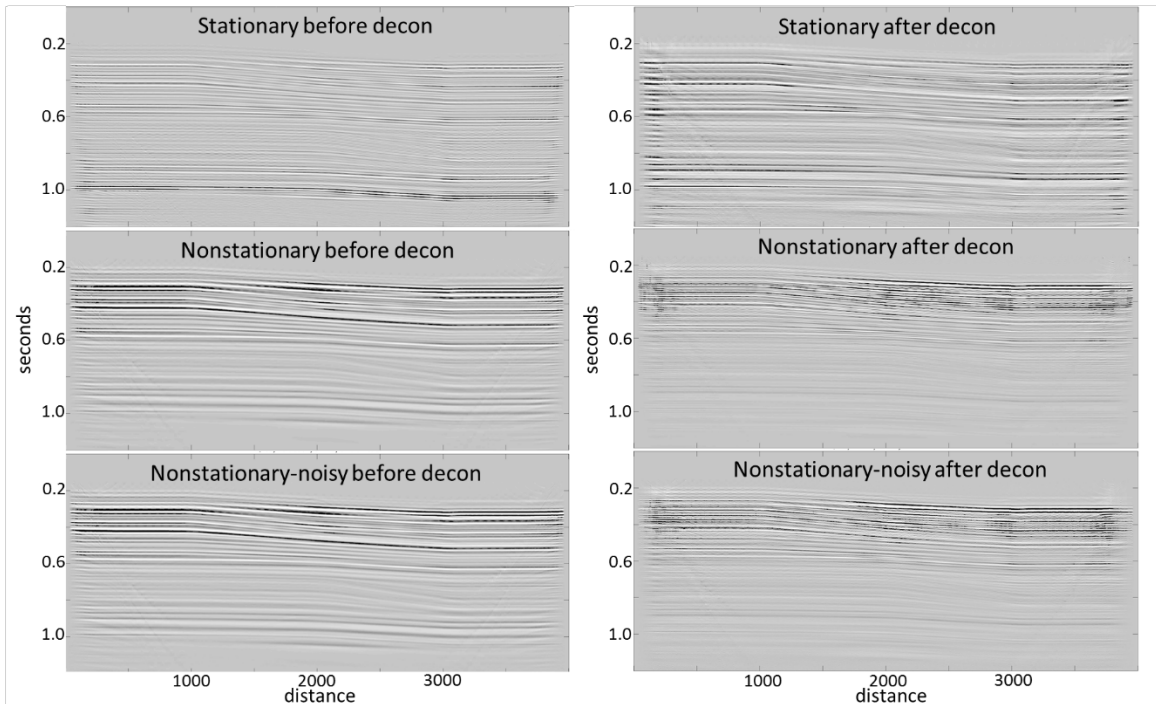 Stationary before decon
0.2
0.6
1.0
Stationary after decon
0.2
0.6
1.0
Nonstationary before decon
0.2
0.6
1.0
seconds
Nonstationary after decon
0.2
0.6
1.0
seconds
Nonstationary-noisy before decon
0.2
0.6
1.0
1000 2000 3000
distance
Nonstationary-noisy after decon
0.2
0.6
1.0
1000 2000 3000
distance